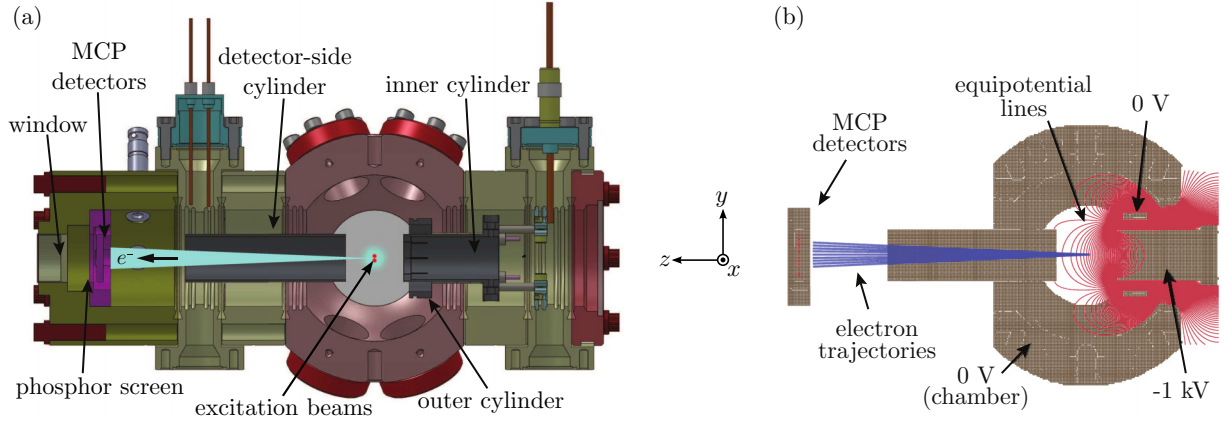 (a)
MCP
detectors
detector-side
cylinder
inner cylinder
window
e⁻
phosphor screen
excitation beams
outer cylinder
y
z
x
(b)
equipotential
lines
0 V
MCP
detectors
electron
trajectories
0 V
(chamber)
-1 kV